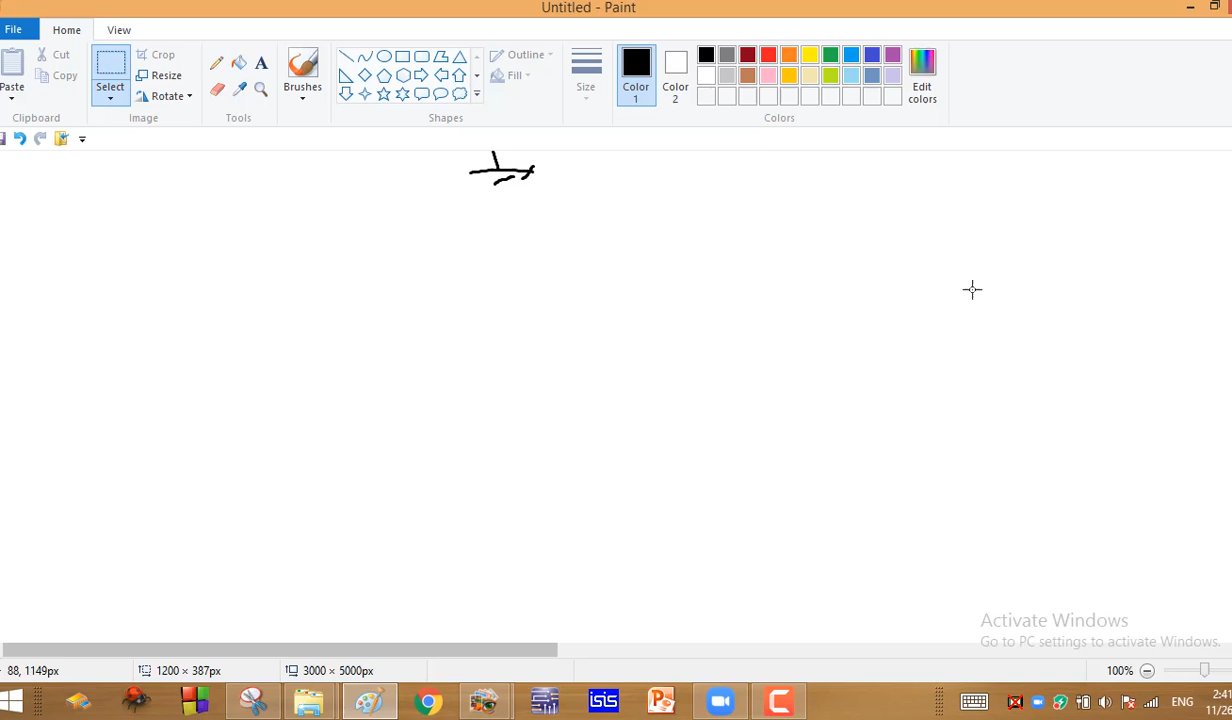 Untitled - Paint
File Home View
Cut
Copy
Paste
Clipboard
Select
Crop
Resize
Rotate
Image
Tools
Brushes
Shapes
Outline
Fill
Size
Color 1
Color 2
Colors
Edit colors
Activate Windows
Go to PC settings to activate Windows.
88, 1149px
1200 × 387px
3000 × 5000px
100%
isis
ENG
2:41
11/26